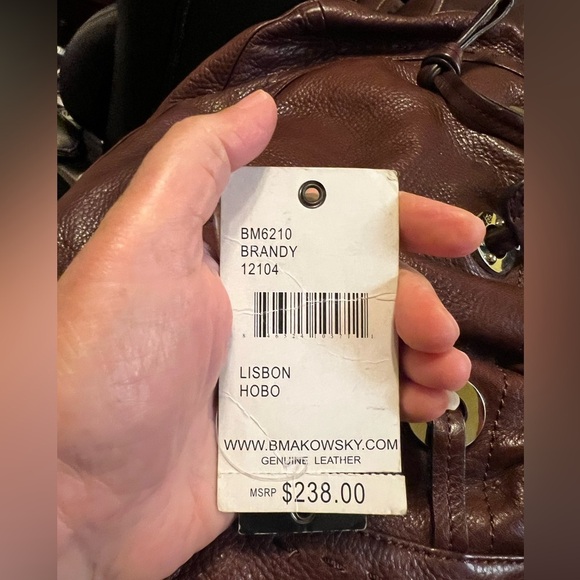 BM6210
BRANDY
12104
LISBON
HOBO
WWW.BMAKOWSKY.COM
GENUINE LEATHER
MSRP $238.00